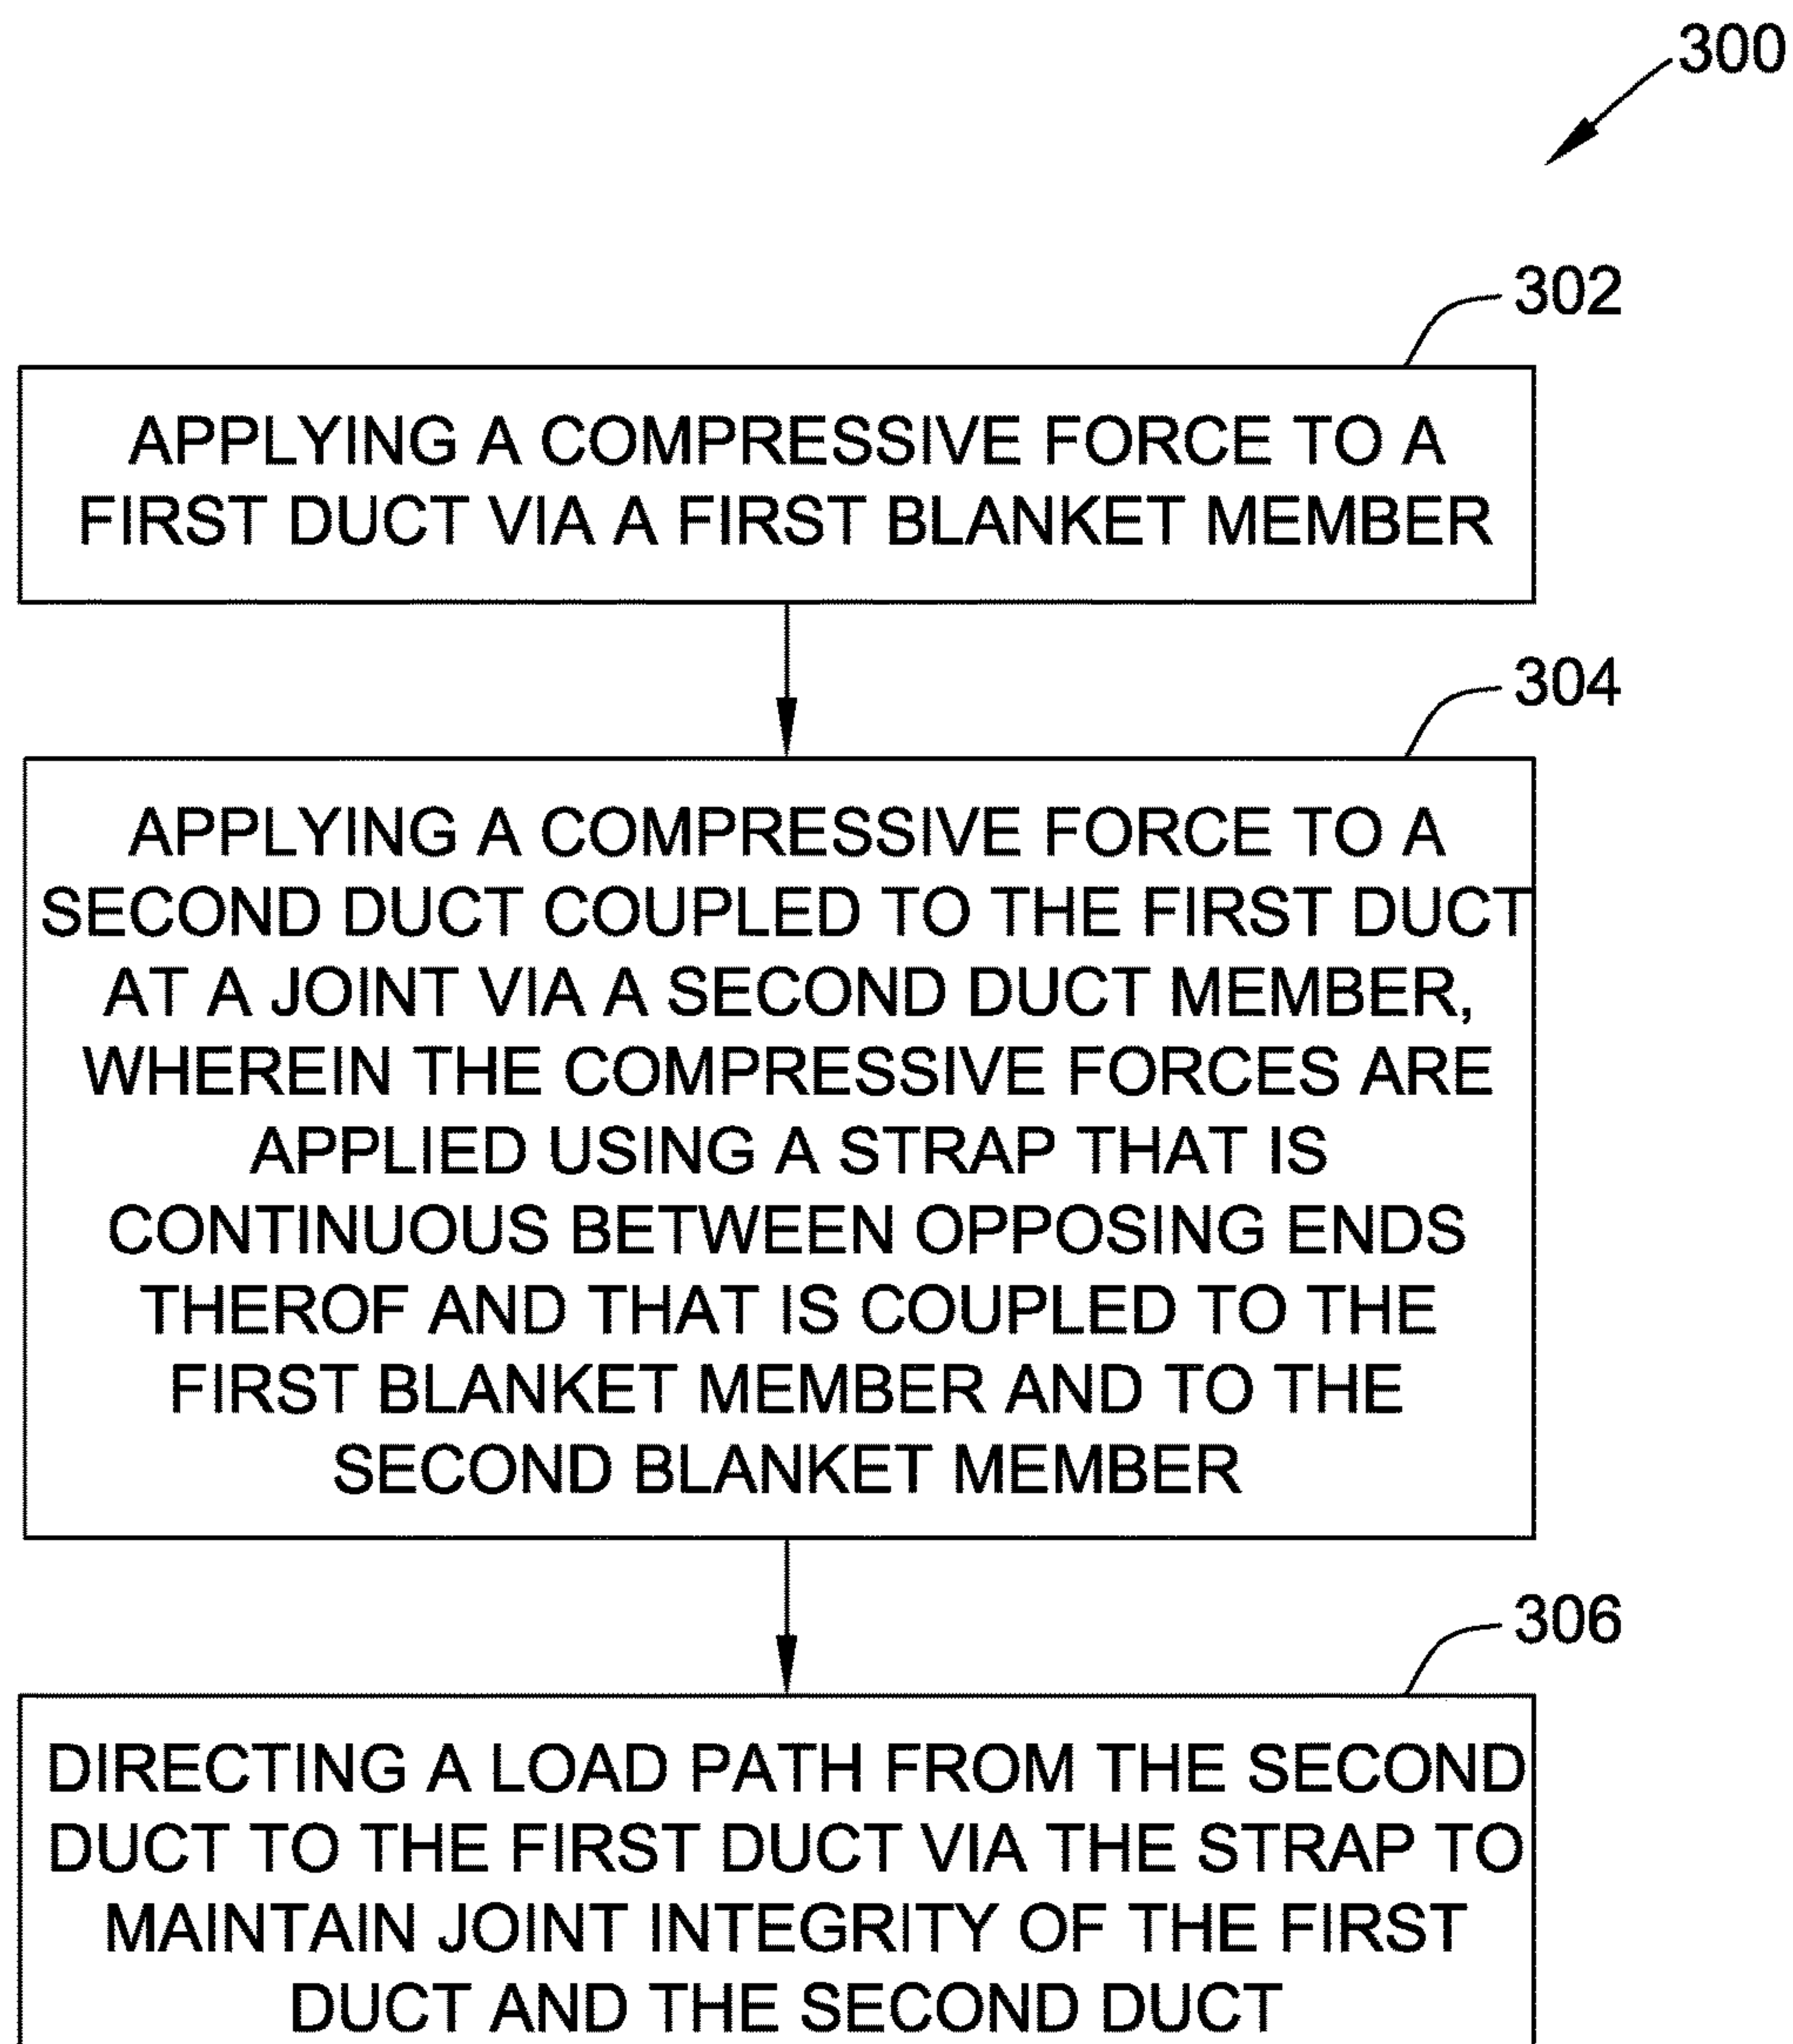 300
302
APPLYING A COMPRESSIVE FORCE TO A
FIRST DUCT VIA A FIRST BLANKET MEMBER
304
APPLYING A COMPRESSIVE FORCE TO A
SECOND DUCT COUPLED TO THE FIRST DUCT
AT A JOINT VIA A SECOND DUCT MEMBER,
WHEREIN THE COMPRESSIVE FORCES ARE
APPLIED USING A STRAP THAT IS
CONTINUOUS BETWEEN OPPOSING ENDS
THEROF AND THAT IS COUPLED TO THE
FIRST BLANKET MEMBER AND TO THE
SECOND BLANKET MEMBER
306
DIRECTING A LOAD PATH FROM THE SECOND
DUCT TO THE FIRST DUCT VIA THE STRAP TO
MAINTAIN JOINT INTEGRITY OF THE FIRST
DUCT AND THE SECOND DUCT